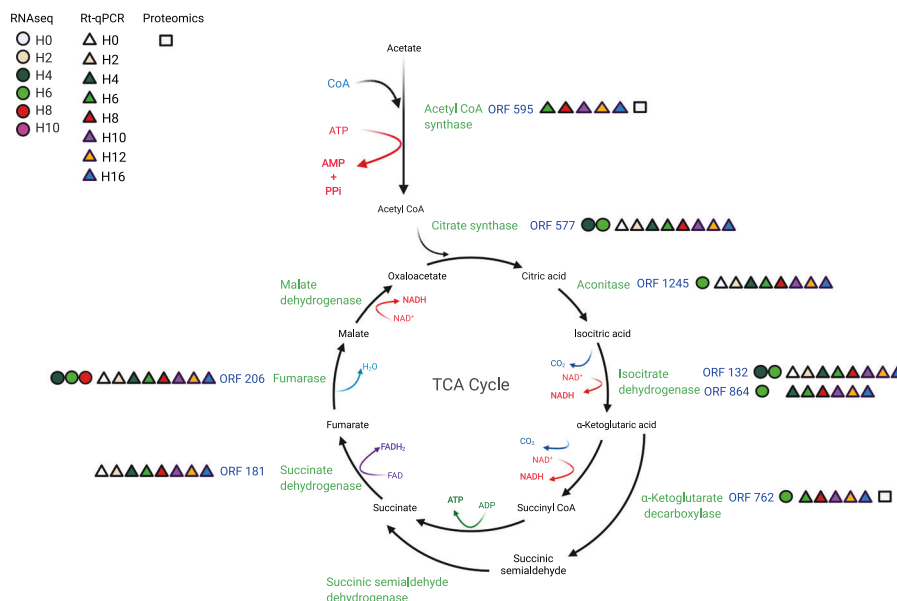 RNAseq
Rt-qPCR
Proteomics
H0
H2
H4
H6
H8
H10
H0
H2
H4
H6
H8
H10
H12
H16
Acetate
CoA
Acetyl CoA
synthase
ORF 595
ATP
AMP
+
PPi
Acetyl CoA
Citrate synthase
ORF 577
Oxaloacetate
Citric acid
Aconitase
ORF 1245
Malate
dehydrogenase
NADH
NAD⁺
Malate
Isocitric acid
CO₂
NAD⁺
NADH
Isocitrate
dehydrogenase
ORF 132
ORF 864
ORF 206
Fumarase
H₂O
TCA Cycle
Fumarate
α-Ketoglutaric acid
FADH₂
FAD
CO₂
NAD⁺
NADH
ORF 181
Succinate
dehydrogenase
ATP
ADP
Succinate
Succinyl CoA
α-Ketoglutarate
decarboxylase
ORF 762
Succinic
semialdehyde
Succinic semialdehyde
dehydrogenase